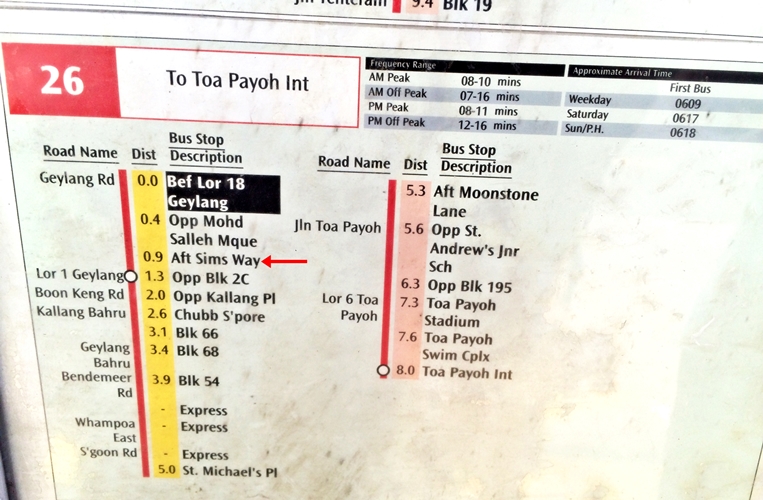 Jln Tenteram 9.4 Blk 19
26 To Toa Payoh Int
Frequency Range
AM Peak 08-10 mins
AM Off Peak 07-16 mins
PM Peak 08-11 mins
PM Off Peak 12-16 mins
Approximate Arrival Time
First Bus
Weekday 0609
Saturday 0617
Sun/P.H. 0618
Road Name Dist Bus Stop
Description
Geylang Rd 0.0 Bef Lor 18
Geylang
0.4 Opp Mohd
Salleh Mque
0.9 Aft Sims Way
Lor 1 Geylang 1.3 Opp Blk 2C
Boon Keng Rd 2.0 Opp Kallang Pl
Kallang Bahru 2.6 Chubb S'pore
3.1 Blk 66
Geylang 3.4 Blk 68
Bahru
Bendemeer 3.9 Blk 54
Rd
- Express
Whampoa - Express
East
S'goon Rd - Express
5.0 St. Michael's Pl
Road Name Dist Bus Stop
Description
5.3 Aft Moonstone
Lane
Jln Toa Payoh 5.6 Opp St.
Andrew's Jnr
Sch
6.3 Opp Blk 195
Lor 6 Toa 7.3 Toa Payoh
Payoh Stadium
7.6 Toa Payoh
Swim Cplx
8.0 Toa Payoh Int